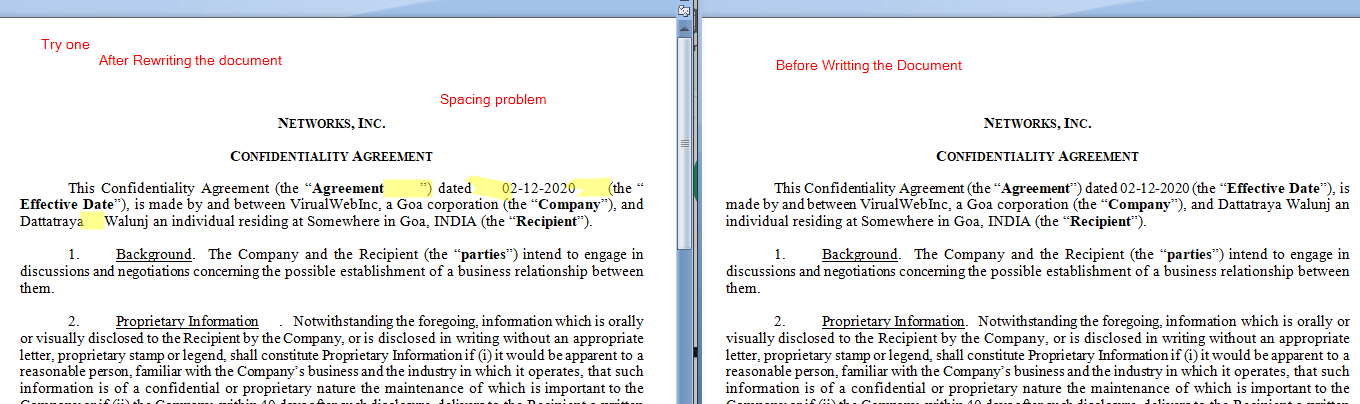 Try one
After Rewriting the document
Spacing problem
NETWORKS, INC.
CONFIDENTIALITY AGREEMENT
This Confidentiality Agreement (the “Agreement ”) dated 02-12-2020 (the “
Effective Date”), is made by and between VirualWebInc, a Goa corporation (the “Company”), and
Dattatraya Walunj an individual residing at Somewhere in Goa, INDIA (the “Recipient”).
1. Background. The Company and the Recipient (the “parties”) intend to engage in
discussions and negotiations concerning the possible establishment of a business relationship between
them.
2. Proprietary Information . Notwithstanding the foregoing, information which is orally
or visually disclosed to the Recipient by the Company, or is disclosed in writing without an appropriate
letter, proprietary stamp or legend, shall constitute Proprietary Information if (i) it would be apparent to a
reasonable person, familiar with the Company’s business and the industry in which it operates, that such
information is of a confidential or proprietary nature the maintenance of which is important to the
Before Writting the Document
NETWORKS, INC.
CONFIDENTIALITY AGREEMENT
This Confidentiality Agreement (the “Agreement”) dated 02-12-2020 (the “Effective Date”), is
made by and between VirualWebInc, a Goa corporation (the “Company”), and Dattatraya Walunj an
individual residing at Somewhere in Goa, INDIA (the “Recipient”).
1. Background. The Company and the Recipient (the “parties”) intend to engage in
discussions and negotiations concerning the possible establishment of a business relationship between
them.
2. Proprietary Information. Notwithstanding the foregoing, information which is orally or
visually disclosed to the Recipient by the Company, or is disclosed in writing without an appropriate
letter, proprietary stamp or legend, shall constitute Proprietary Information if (i) it would be apparent to a
reasonable person, familiar with the Company’s business and the industry in which it operates, that such
information is of a confidential or proprietary nature the maintenance of which is important to the